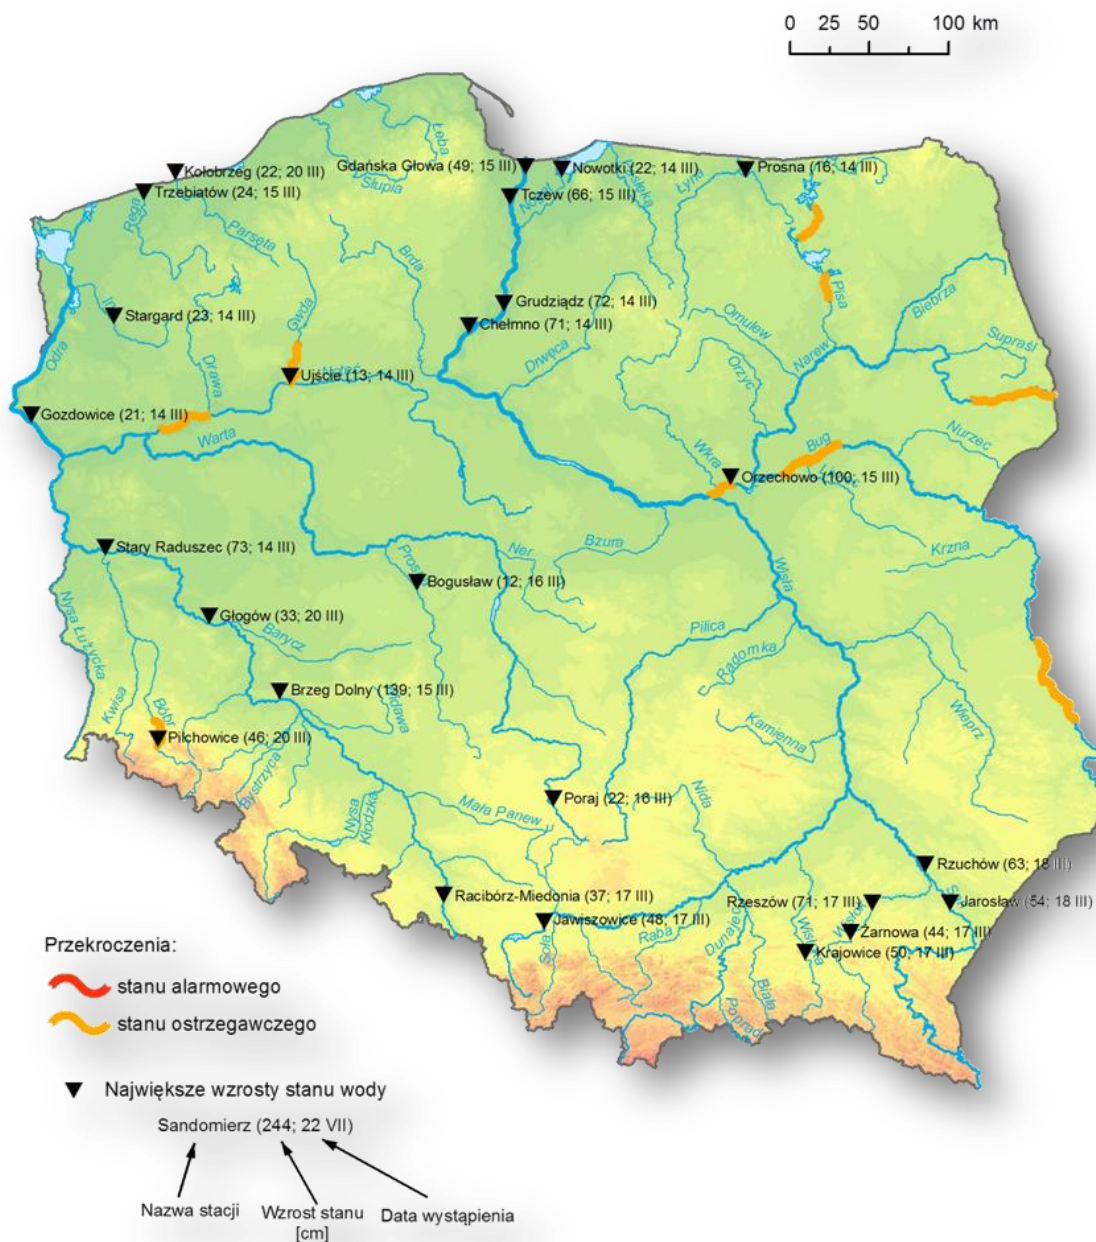 0 25 50 100 km
Łeba
Kołobrzeg (22; 20 III)
Gdańska Głowa (49; 15 III)
Nowotki (22; 14 III)
Prosna (16; 14 III)
Trzebiatów (24; 15 III)
Słupia
Tczew (66; 15 III)
Nogat
Pasłęka
Łyna
Rega
Parsęta
Brda
Ina
Stargard (23; 14 III)
Gwda
Grudziądz (72; 14 III)
Chełmno (71; 14 III)
Pisa
Biebrza
Omulew
Supraśl
Odra
Drawa
Drwęca
Orzyc
Narew
Ujście (13; 14 III)
Noteć
Gozdowice (21; 14 III)
Warta
Wkra
Bug
Nurzec
Orzechowo (100; 15 III)
Liwiec
Stary Raduszec (73; 14 III)
Prosna
Ner
Bzura
Krzna
Bogusław (12; 16 III)
Wisła
Nysa Łużycka
Głogów (33; 20 III)
Barycz
Pilica
Radomka
Kwisa
Bóbr
Brzeg Dolny (139; 15 III)
Widawa
Kamienna
Wieprz
Pilchowice (46; 20 III)
Bystrzyca
Nysa
Kłodzka
Mała Panew
Poraj (22; 16 III)
Nida
Rzuchów (63; 18 III)
Racibórz-Miedonia (37; 17 III)
Rzeszów (71; 17 III)
Jarosław (54; 18 III)
Jawiszowice (48; 17 III)
Soła
Raba
Dunajec
Wisłoka
Wisłok
Żarnowa (44; 17 III)
Krajowice (50; 17 III)
Biała
Poprad
Przekroczenia:
stanu alarmowego
stanu ostrzegawczego
Największe wzrosty stanu wody
Sandomierz (244; 22 VII)
Nazwa stacji
Wzrost stanu
[cm]
Data wystąpienia